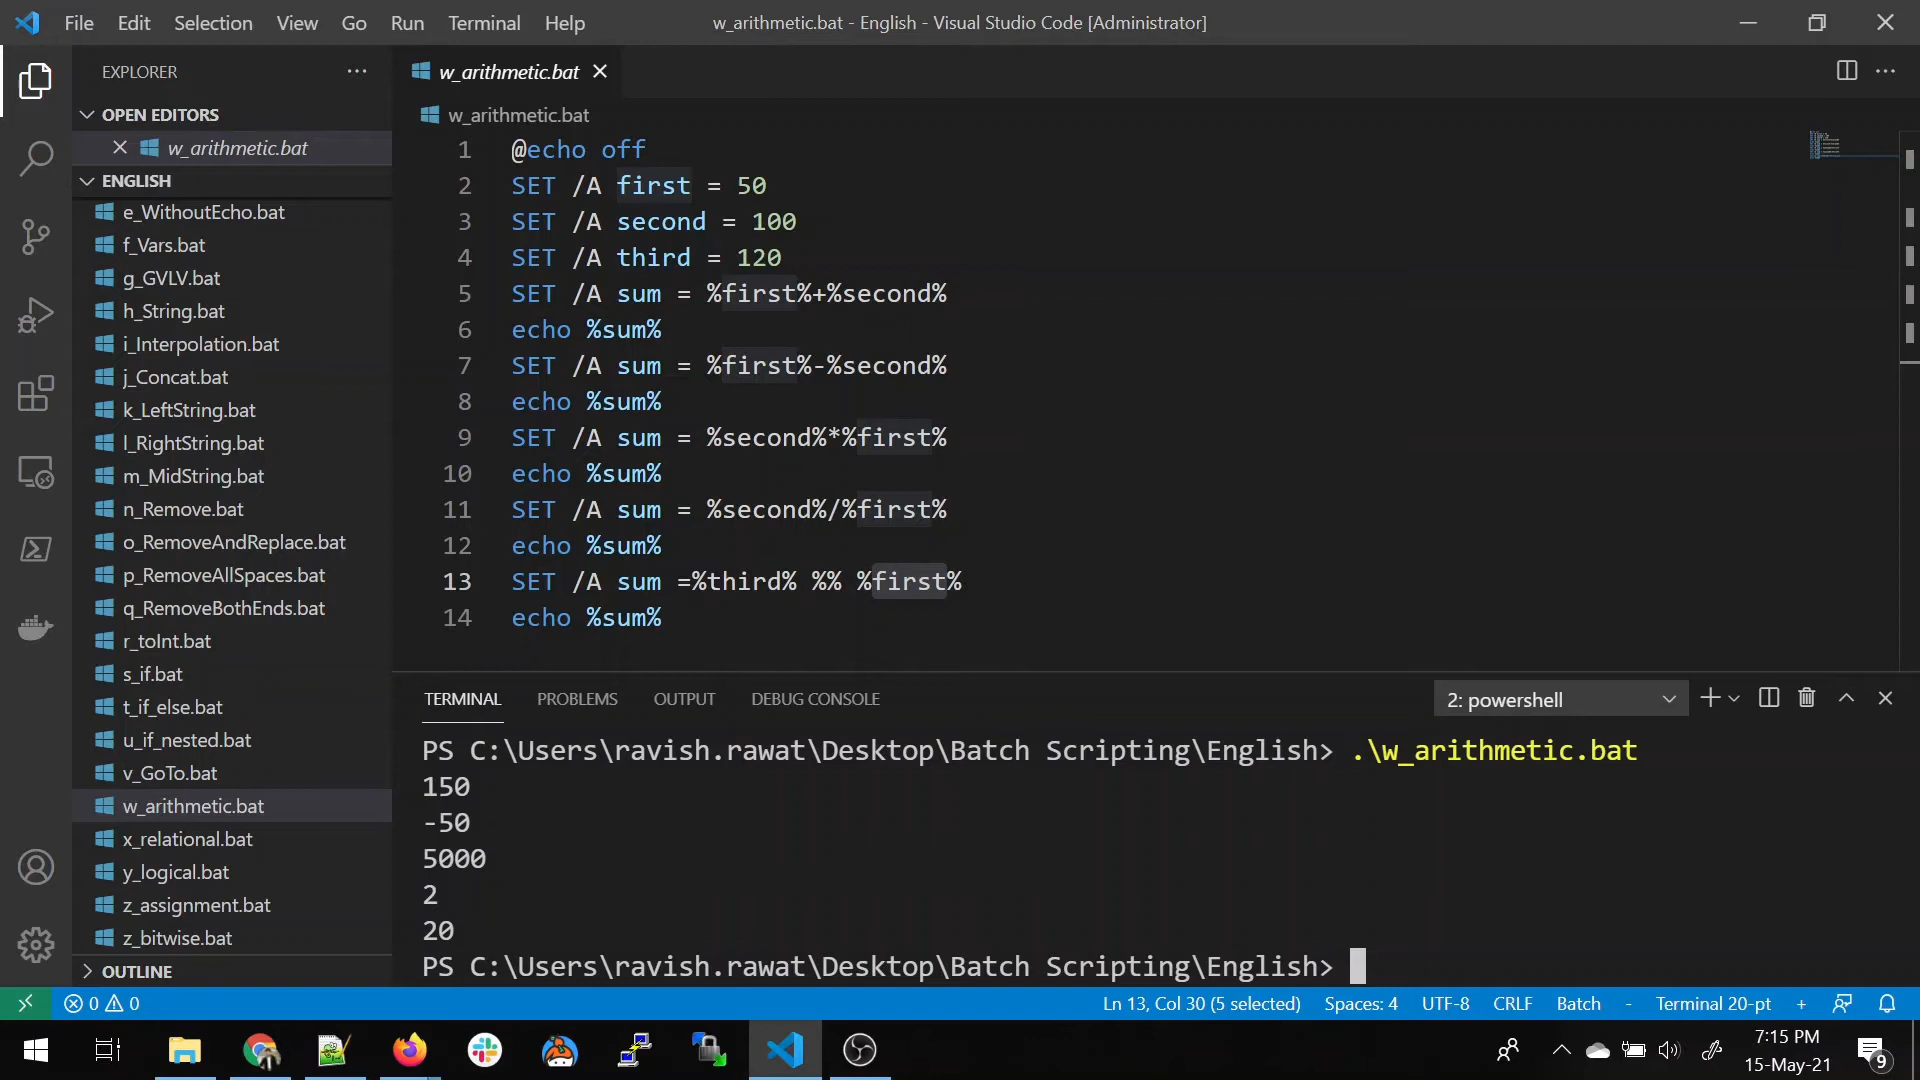 File Edit Selection View Go Run Terminal Help
w_arithmetic.bat - English - Visual Studio Code [Administrator]
EXPLORER
OPEN EDITORS
w_arithmetic.bat
ENGLISH
e_WithoutEcho.bat
f_Vars.bat
g_GVLV.bat
h_String.bat
i_Interpolation.bat
j_Concat.bat
k_LeftString.bat
l_RightString.bat
m_MidString.bat
n_Remove.bat
o_RemoveAndReplace.bat
p_RemoveAllSpaces.bat
q_RemoveBothEnds.bat
r_toInt.bat
s_if.bat
t_if_else.bat
u_if_nested.bat
v_GoTo.bat
w_arithmetic.bat
x_relational.bat
y_logical.bat
z_assignment.bat
z_bitwise.bat
OUTLINE
w_arithmetic.bat
w_arithmetic.bat
1 @echo off
2 SET /A first = 50
3 SET /A second = 100
4 SET /A third = 120
5 SET /A sum = %first%+%second%
6 echo %sum%
7 SET /A sum = %first%-%second%
8 echo %sum%
9 SET /A sum = %second%*%first%
10 echo %sum%
11 SET /A sum = %second%/%first%
12 echo %sum%
13 SET /A sum =%third% %% %first%
14 echo %sum%
TERMINAL PROBLEMS OUTPUT DEBUG CONSOLE
2: powershell
PS C:\Users\ravish.rawat\Desktop\Batch Scripting\English> .\w_arithmetic.bat
150
-50
5000
2
20
PS C:\Users\ravish.rawat\Desktop\Batch Scripting\English>
0 0
Ln 13, Col 30 (5 selected) Spaces: 4 UTF-8 CRLF Batch - Terminal 20-pt +
7:15 PM
15-May-21
9